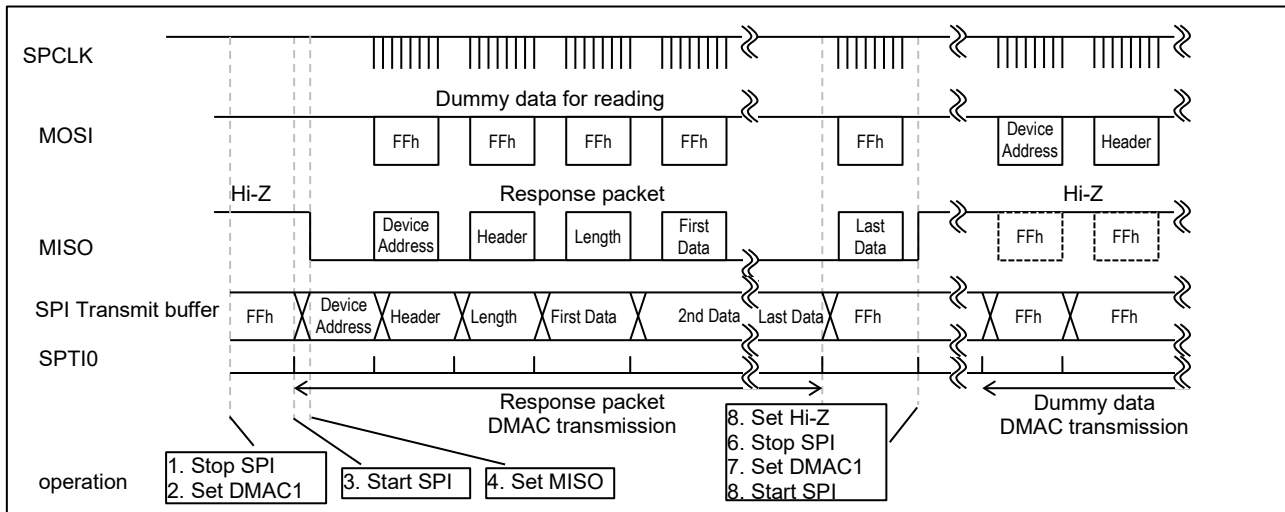 SPCLK
Dummy data for reading
MOSI
FFh
FFh
FFh
FFh
FFh
Device
Address
Header
Hi-Z
Response packet
Hi-Z
MISO
Device
Address
Header
Length
First
Data
Last
Data
FFh
FFh
SPI Transmit buffer
FFh
Device
Address
Header
Length
First Data
2nd Data
Last Data
FFh
FFh
FFh
SPTI0
Response packet
DMAC transmission
Dummy data
DMAC transmission
operation
1. Stop SPI
2. Set DMAC1
3. Start SPI
4. Set MISO
8. Set Hi-Z
6. Stop SPI
7. Set DMAC1
8. Start SPI